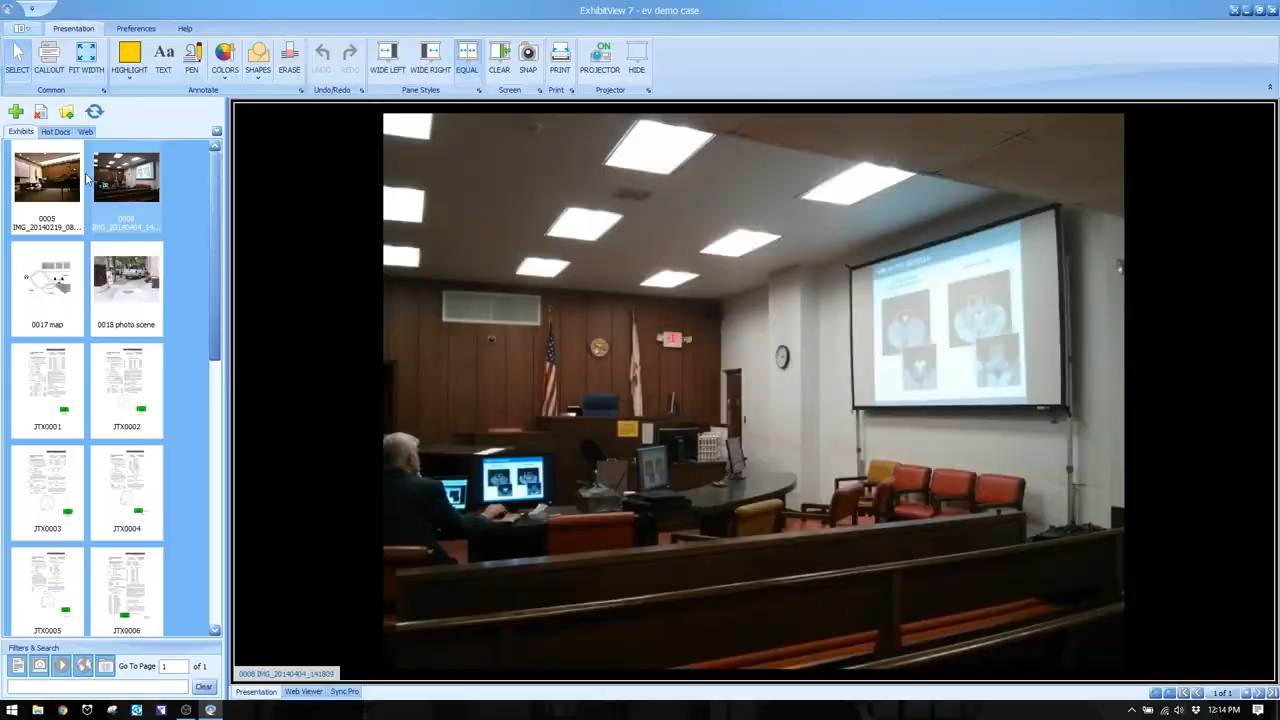 ExhibitView 7 - ev demo case
Presentation Preferences Help
SELECT CALLOUT FIT WIDTH HIGHLIGHT TEXT PEN COLORS SHAPES ERASE UNDO REDO WIDE LEFT WIDE RIGHT EQUAL CLEAR SNAP PRINT PROJECTOR HIDE
ON
Aa
Common Annotate Undo/Redo Pane Styles Screen Print Projector
Exhibits Hot Docs Web
0005
IMG_20140219_08...
0008
IMG_20140404_14...
0017 map
0018 photo scene
JTX0001
JTX0002
JTX0003
JTX0004
JTX0005
JTX0006
Filters & Search
Go To Page 1 of 1
Clear
0008 IMG_20140404_141809
Presentation Web Viewer Sync Pro
1 of 1
12:14 PM